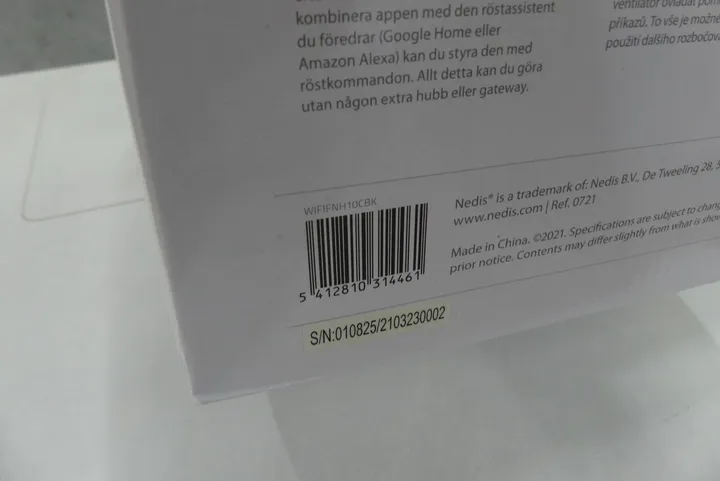 kombinera appen med den röstassistent
du föredrar (Google Home eller
Amazon Alexa) kan du styra den med
röstkommandon. Allt detta kan du göra
utan någon extra hubb eller gateway.
ventilátor ovládat
příkazů. To vše je možné
použití dalšího
WIFIFNH10CBK
5 412810 314461
S/N:010825/2103230002
Nedis® is a trademark of: Nedis B.V., De Tweeling 28,
www.nedis.com | Ref. 0721
Made in China. ©2021. Specifications are subject to
prior notice. Contents may differ slightly from what is